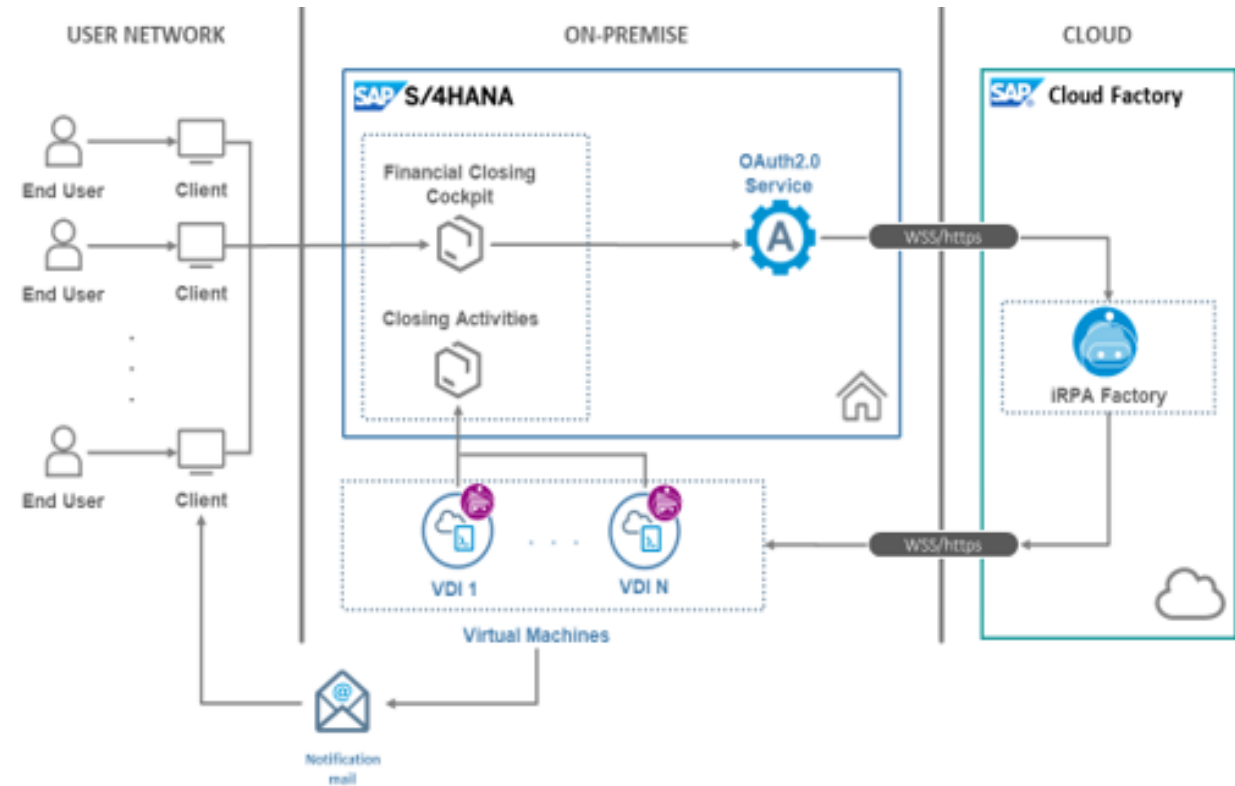 USER NETWORK
ON-PREMISE
CLOUD
SAP S/4HANA
SAP Cloud Factory
End User
Client
Financial Closing
Cockpit
OAuth2.0
Service
A
WSS/https
End User
Client
Closing Activities
iRPA Factory
End User
Client
VDI 1
. . .
VDI N
WSS/https
Virtual Machines
@
Notification
mail